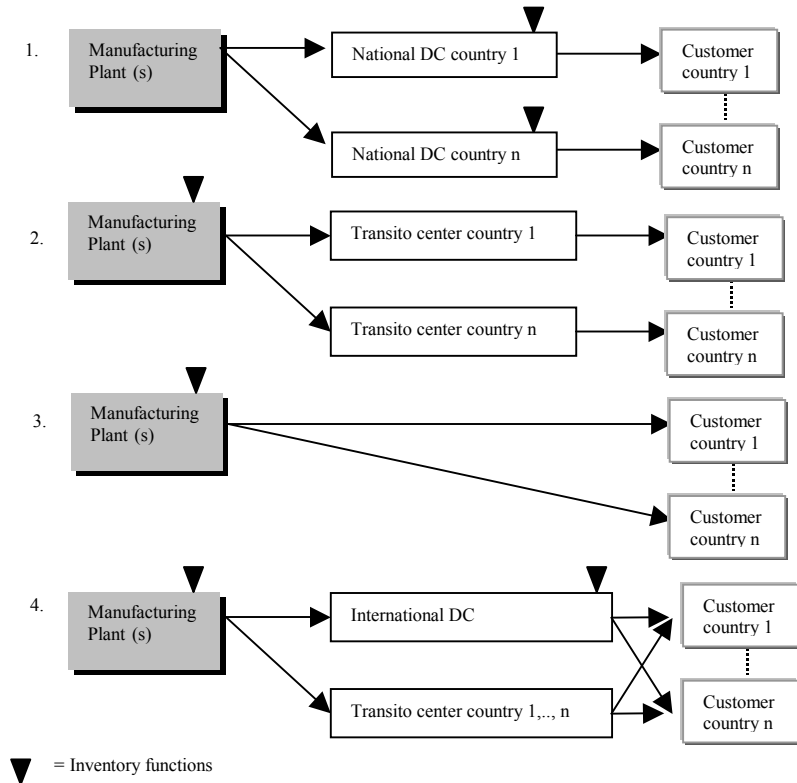 1.
Manufacturing
Plant (s)
National DC country 1
Customer
country 1
National DC country n
Customer
country n
2.
Manufacturing
Plant (s)
Transito center country 1
Customer
country 1
Transito center country n
Customer
country n
3.
Manufacturing
Plant (s)
Customer
country 1
Customer
country n
4.
Manufacturing
Plant (s)
International DC
Customer
country 1
Transito center country 1,.., n
Customer
country n
= Inventory functions